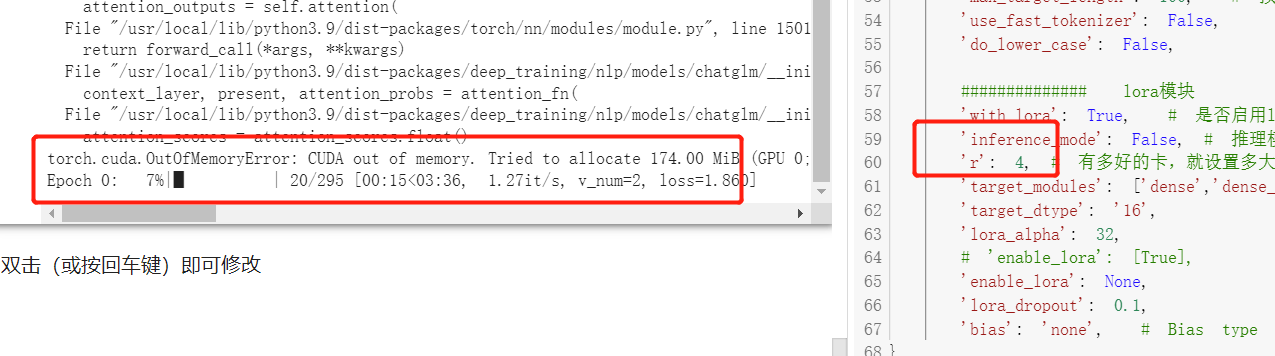 attention_outputs = self.attention(
File "/usr/local/lib/python3.9/dist-packages/torch/nn/modules/module.py", line 1501
return forward_call(*args, **kwargs)
File "/usr/local/lib/python3.9/dist-packages/deep_training/nlp/models/chatglm/__ini
context_layer, present, attention_probs = attention_fn(
File "/usr/local/lib/python3.9/dist-packages/deep_training/nlp/models/chatglm/__ini
attention_scores = attention_scores.float()
torch.cuda.OutOfMemoryError: CUDA out of memory. Tried to allocate 174.00 MiB (GPU 0;
Epoch 0: 7%| | 20/295 [00:15<03:36, 1.27it/s, v_num=2, loss=1.860]
双击（或按回车键）即可修改
54 'use_fast_tokenizer': False,
55 'do_lower_case': False,
56
57 ############## lora模块
58 'with_lora': True, # 是否启用l
59 'inference_mode': False, # 推理模
60 'r': 4, # 有多好的卡，就设置多大
61 'target_modules': ['dense','dense_
62 'target_dtype': '16',
63 'lora_alpha': 32,
64 # 'enable_lora': [True],
65 'enable_lora': None,
66 'lora_dropout': 0.1,
67 'bias': 'none', # Bias type
68 }